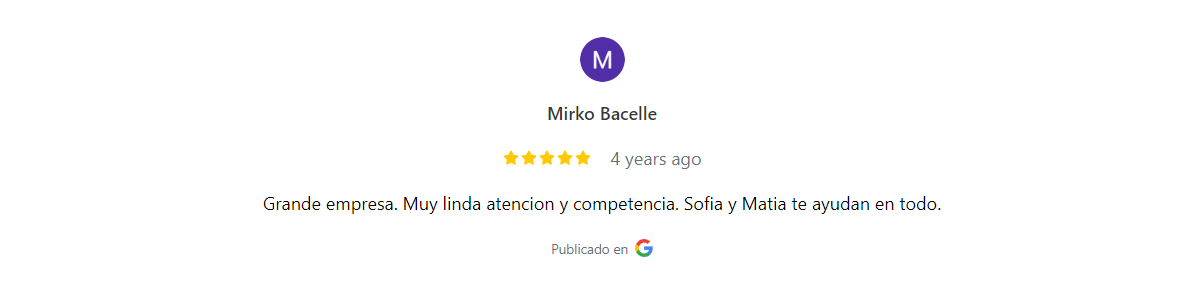 M
Mirko Bacelle
4 years ago
Grande empresa. Muy linda atencion y competencia. Sofia y Matia te ayudan en todo.
Publicado en G